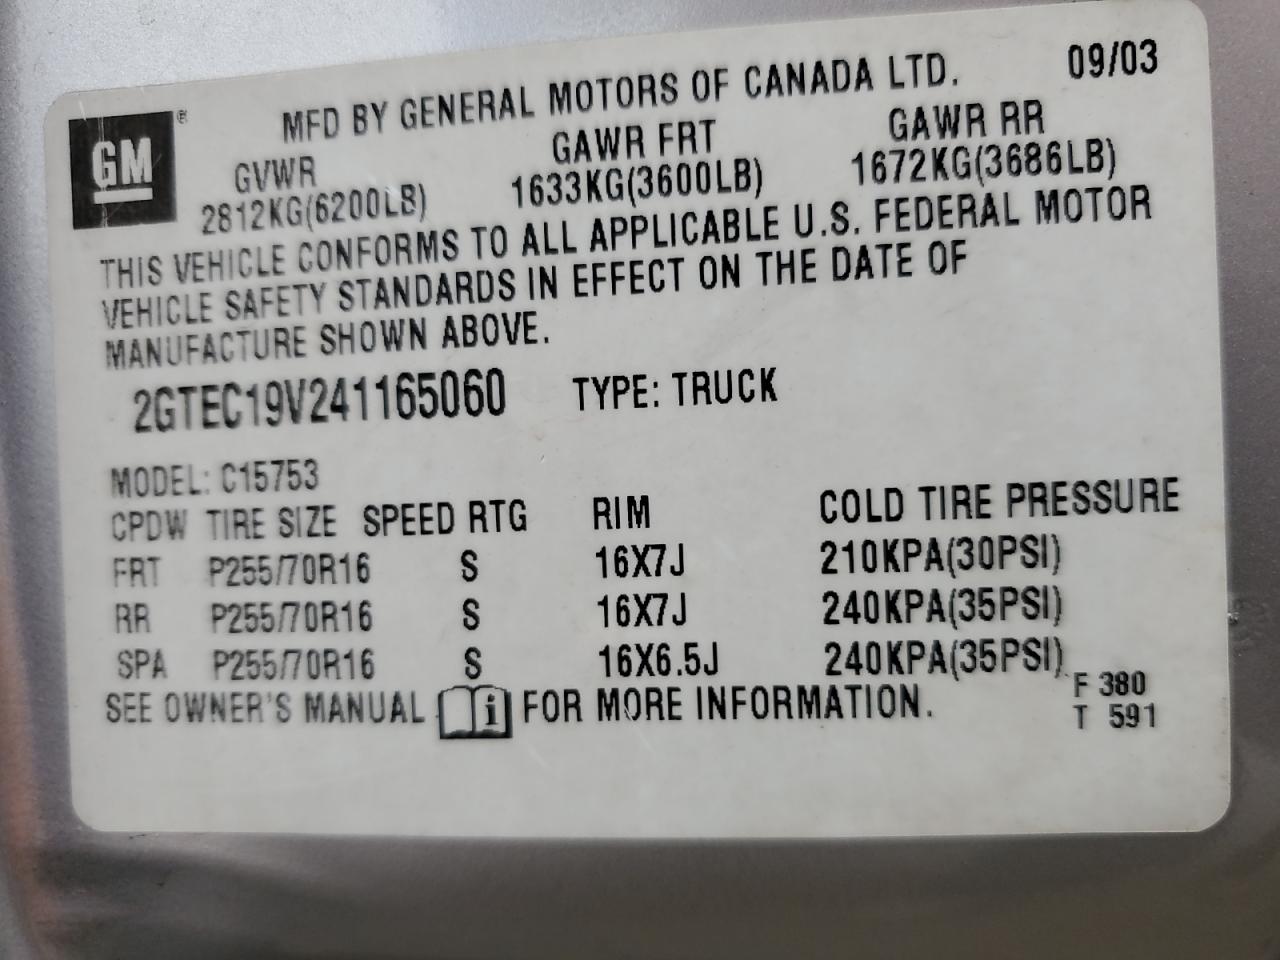 GM ®
MFD BY GENERAL MOTORS OF CANADA LTD. 09/03
GVWR GAWR FRT GAWR RR
2812KG(6200LB) 1633KG(3600LB) 1672KG(3686LB)
THIS VEHICLE CONFORMS TO ALL APPLICABLE U.S. FEDERAL MOTOR
VEHICLE SAFETY STANDARDS IN EFFECT ON THE DATE OF
MANUFACTURE SHOWN ABOVE.
2GTEC19V241165060 TYPE: TRUCK
MODEL: C15753
CPDW TIRE SIZE SPEED RTG RIM COLD TIRE PRESSURE
FRT P255/70R16 S 16X7J 210KPA(30PSI)
RR P255/70R16 S 16X7J 240KPA(35PSI)
SPA P255/70R16 S 16X6.5J 240KPA(35PSI)
SEE OWNER'S MANUAL i FOR MORE INFORMATION.
F 380
T 591